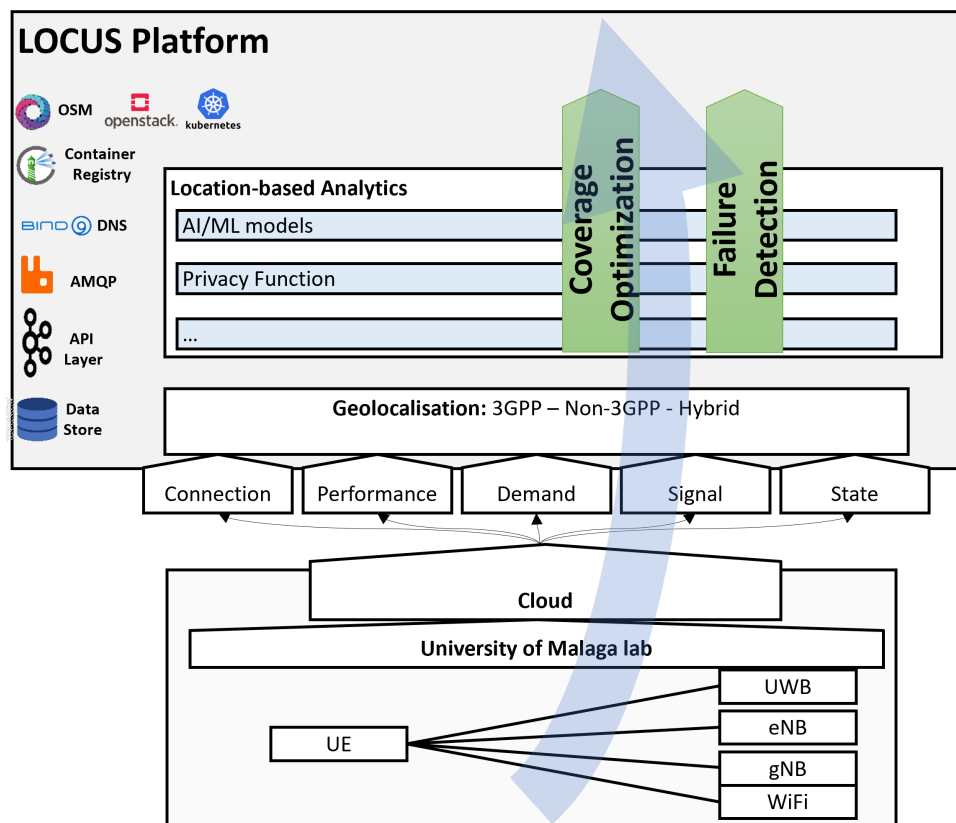 LOCUS Platform
OSM
openstack.
kubernetes
Container
Registry
BIND 9 DNS
AMQP
API
Layer
Data
Store
Location-based Analytics
AI/ML models
Privacy Function
...
Coverage
Optimization
Failure
Detection
Geolocalisation: 3GPP – Non-3GPP - Hybrid
Connection
Performance
Demand
Signal
State
Cloud
University of Malaga lab
UE
UWB
eNB
gNB
WiFi